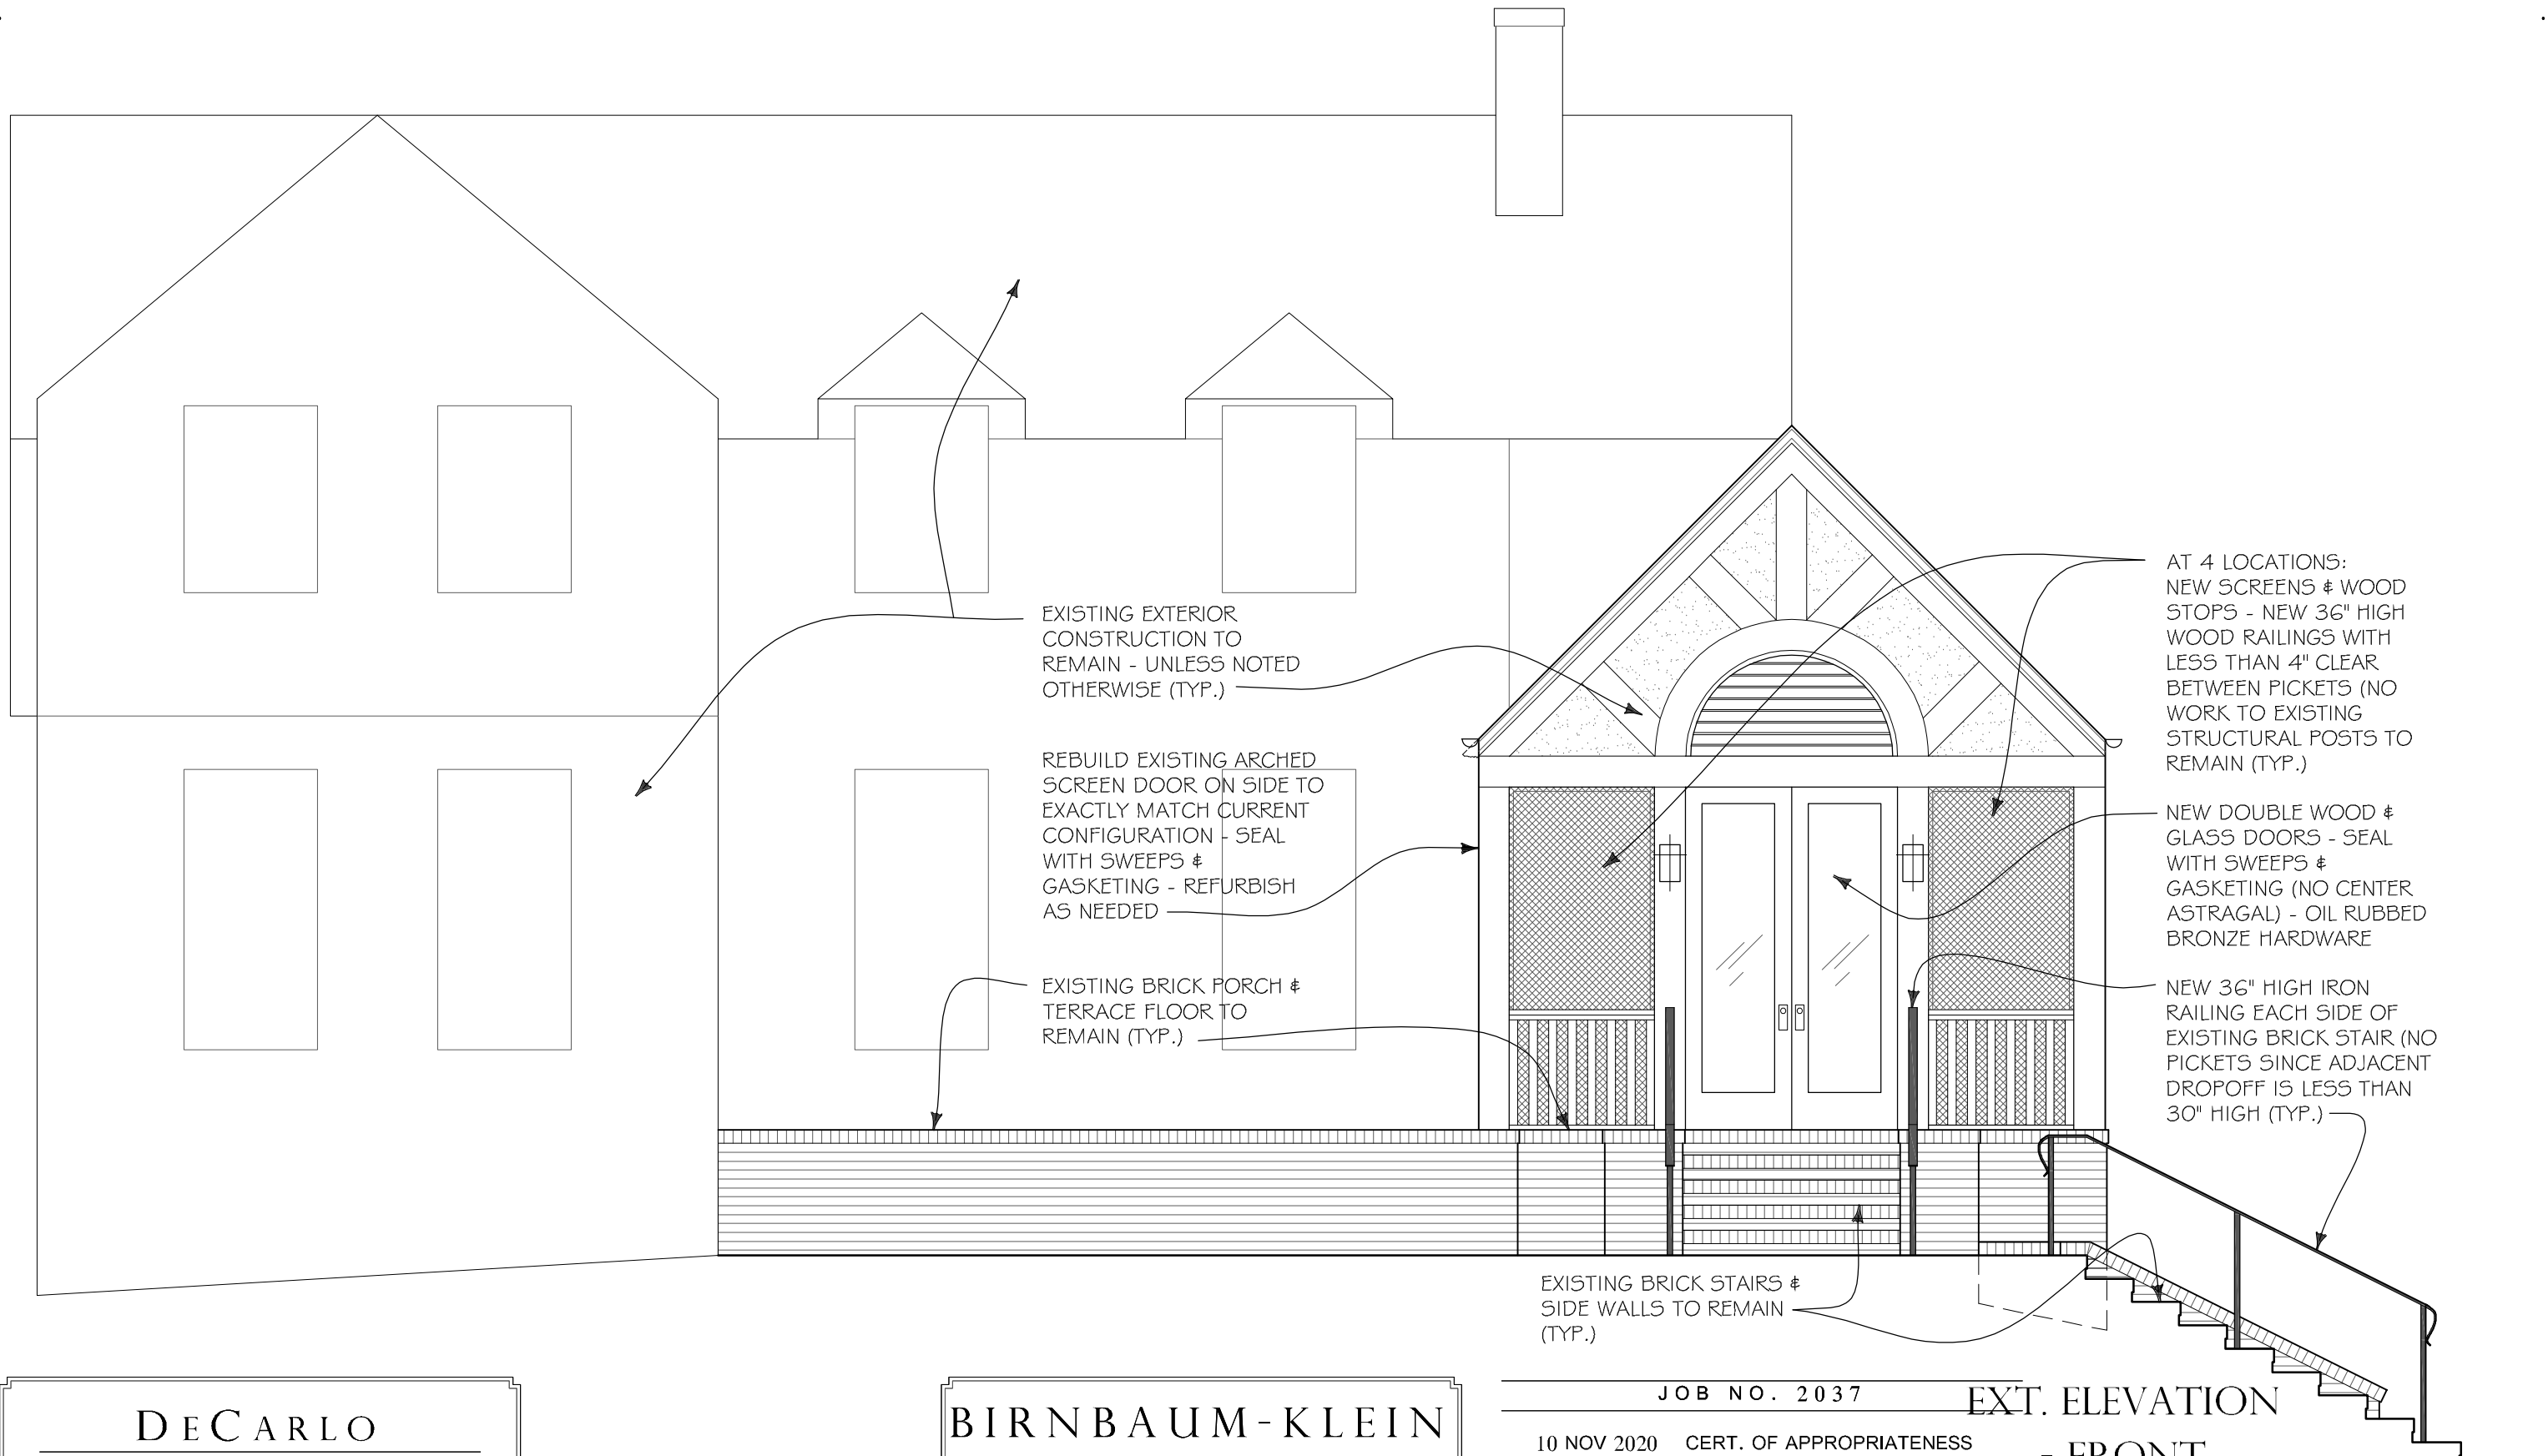 EXISTING EXTERIOR
CONSTRUCTION TO
REMAIN - UNLESS NOTED
OTHERWISE (TYP.)
REBUILD EXISTING ARCHED
SCREEN DOOR ON SIDE TO
EXACTLY MATCH CURRENT
CONFIGURATION - SEAL
WITH SWEEPS &
GASKETING - REFURBISH
AS NEEDED
EXISTING BRICK PORCH &
TERRACE FLOOR TO
REMAIN (TYP.)
AT 4 LOCATIONS:
NEW SCREENS & WOOD
STOPS - NEW 36" HIGH
WOOD RAILINGS WITH
LESS THAN 4" CLEAR
BETWEEN PICKETS (NO
WORK TO EXISTING
STRUCTURAL POSTS TO
REMAIN (TYP.)
NEW DOUBLE WOOD &
GLASS DOORS - SEAL
WITH SWEEPS &
GASKETING (NO CENTER
ASTRAGAL) - OIL RUBBED
BRONZE HARDWARE
NEW 36" HIGH IRON
RAILING EACH SIDE OF
EXISTING BRICK STAIR (NO
PICKETS SINCE ADJACENT
DROPOFF IS LESS THAN
30" HIGH (TYP.)
EXISTING BRICK STAIRS &
SIDE WALLS TO REMAIN
(TYP.)
DECARLO
BIRNBAUM-KLEIN
JOB NO. 2037
10 NOV 2020 CERT. OF APPROPRIATENESS
EXT. ELEVATION
- FRONT